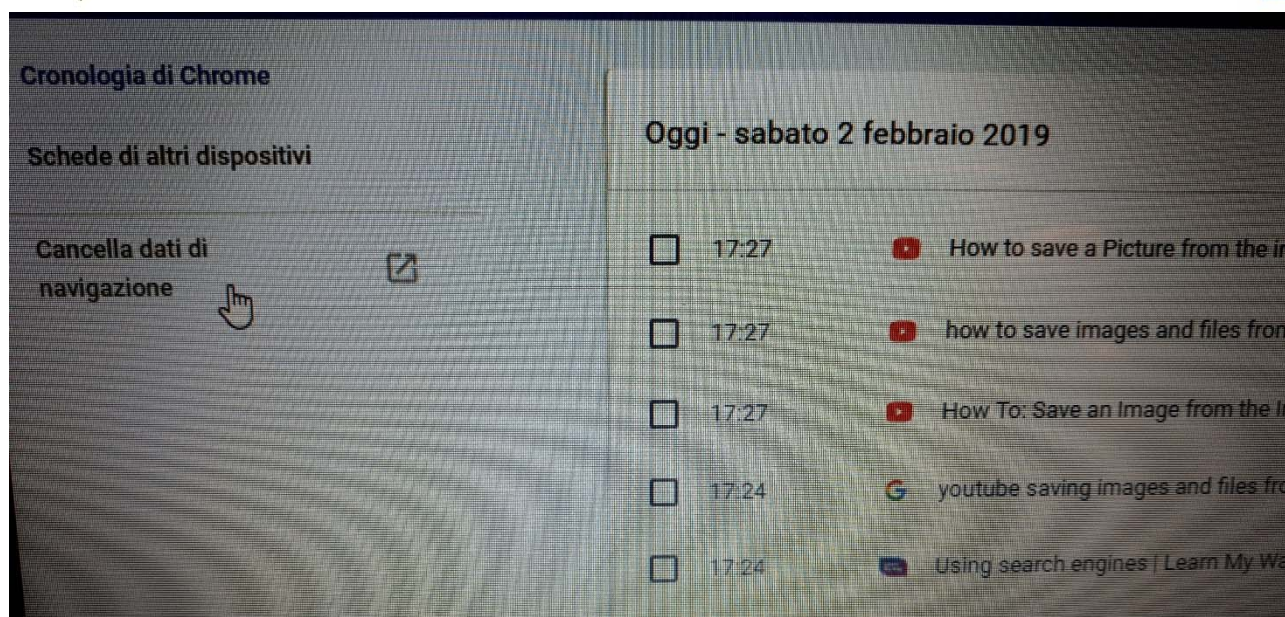 Cronologia di Chrome
Schede di altri dispositivi
Cancella dati di
navigazione
Oggi - sabato 2 febbraio 2019
17:27 How to save a Picture from the
17:27 how to save images and files from
17:27 How To: Save an Image from the
17:24 youtube saving images and files
17:24 Using search engines | Learn My